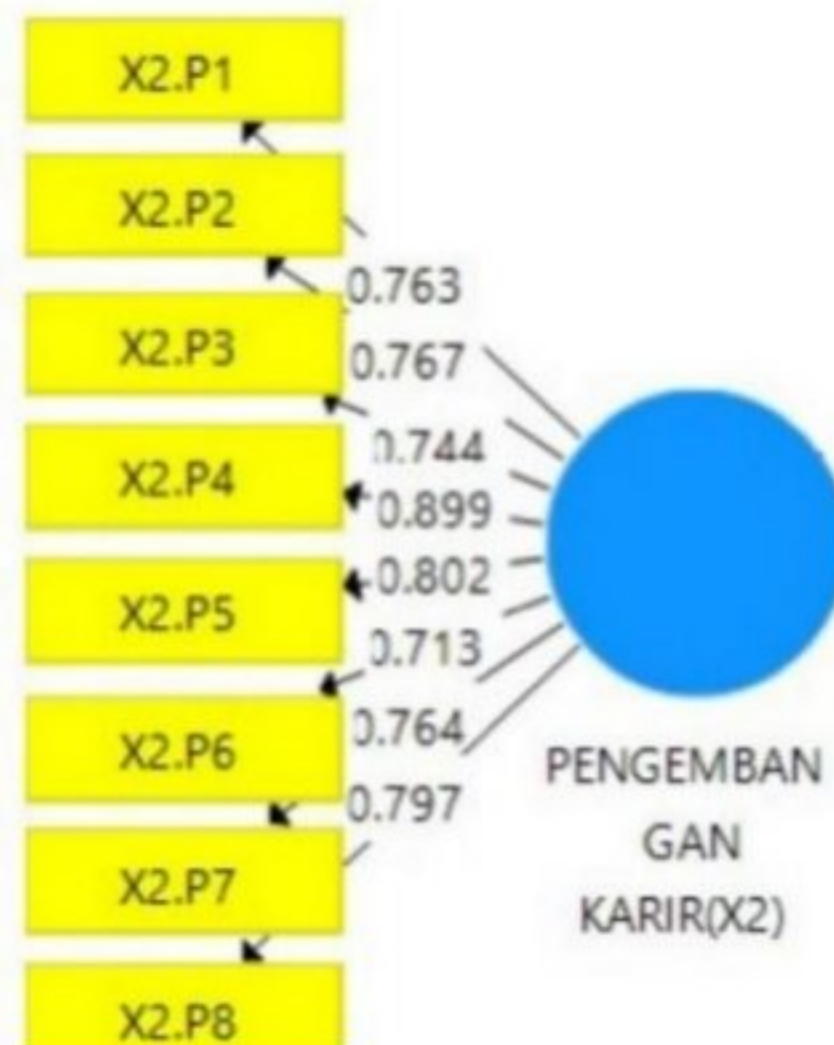 X2.P1
X2.P2
0.763
X2.P3
0.767
0.744
X2.P4
0.899
0.802
X2.P5
0.713
0.764
X2.P6
0.797
X2.P7
X2.P8
PENGEMBAN
GAN
KARIR(X2)